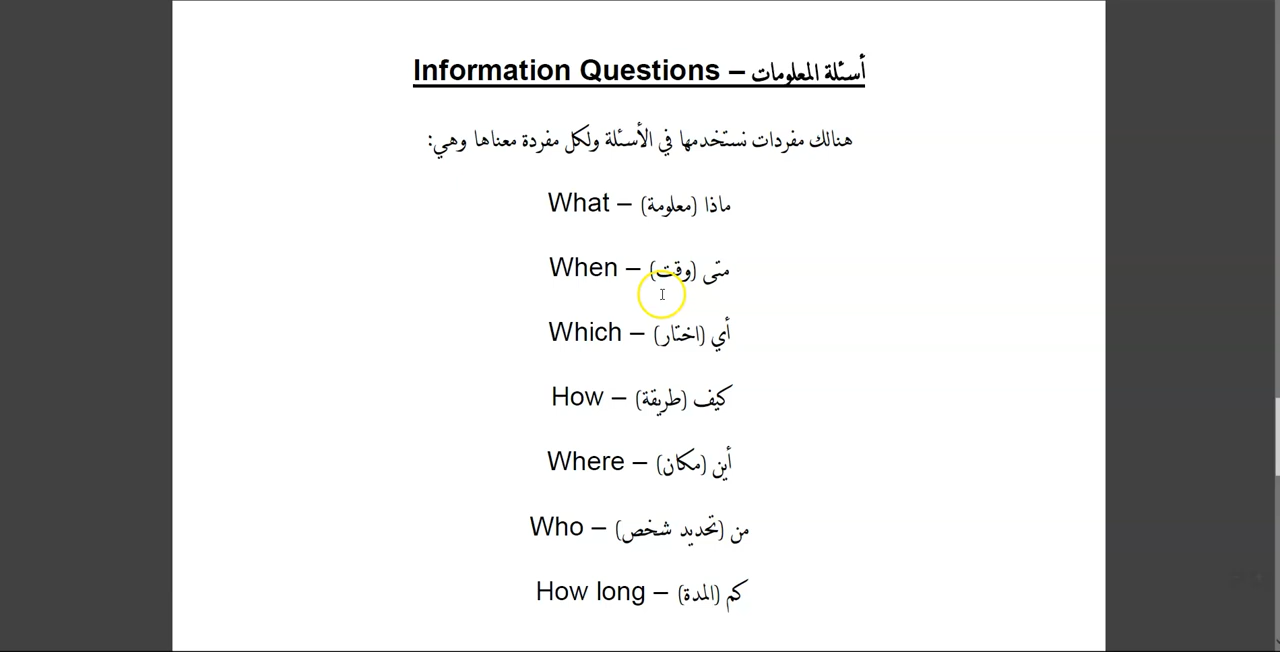 Information Questions – أسئلة المعلومات
هنالك مفردات نستخدمها في الأسئلة ولكل مفردة معناها وهي:
What – ماذا (معلومة)
When – متى (وقت)
Which – أي (اختار)
How – كيف (طريقة)
Where – أين (مكان)
Who – من (تحديد شخص)
How long – كم (المدة)